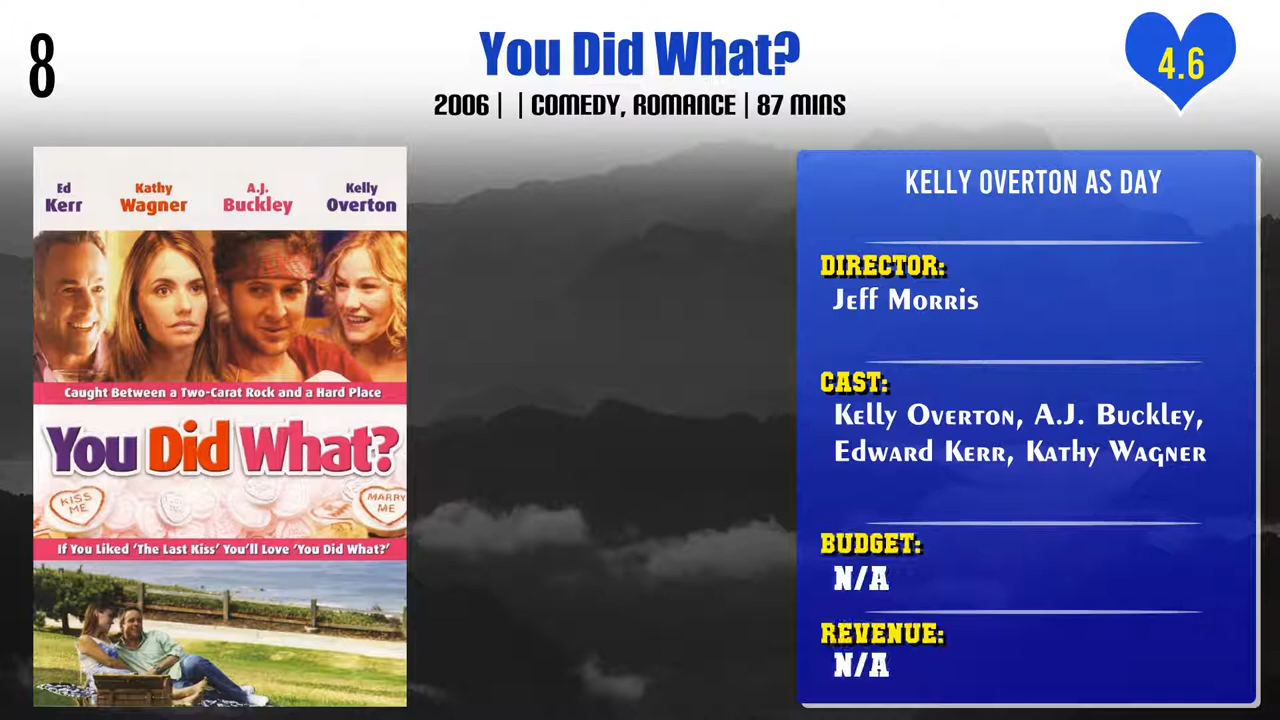 8
You Did What?
4.6
2006 | | COMEDY, ROMANCE | 87 MINS
Ed Kerr
Kathy Wagner
A.J. Buckley
Kelly Overton
Caught Between a Two-Carat Rock and a Hard Place
You Did What?
KISS ME
MARRY ME
If You Liked 'The Last Kiss' You'll Love 'You Did What?'
KELLY OVERTON AS DAY
DIRECTOR:
Jeff Morris
CAST:
Kelly Overton, A.J. Buckley,
Edward Kerr, Kathy Wagner
BUDGET:
N/A
REVENUE:
N/A